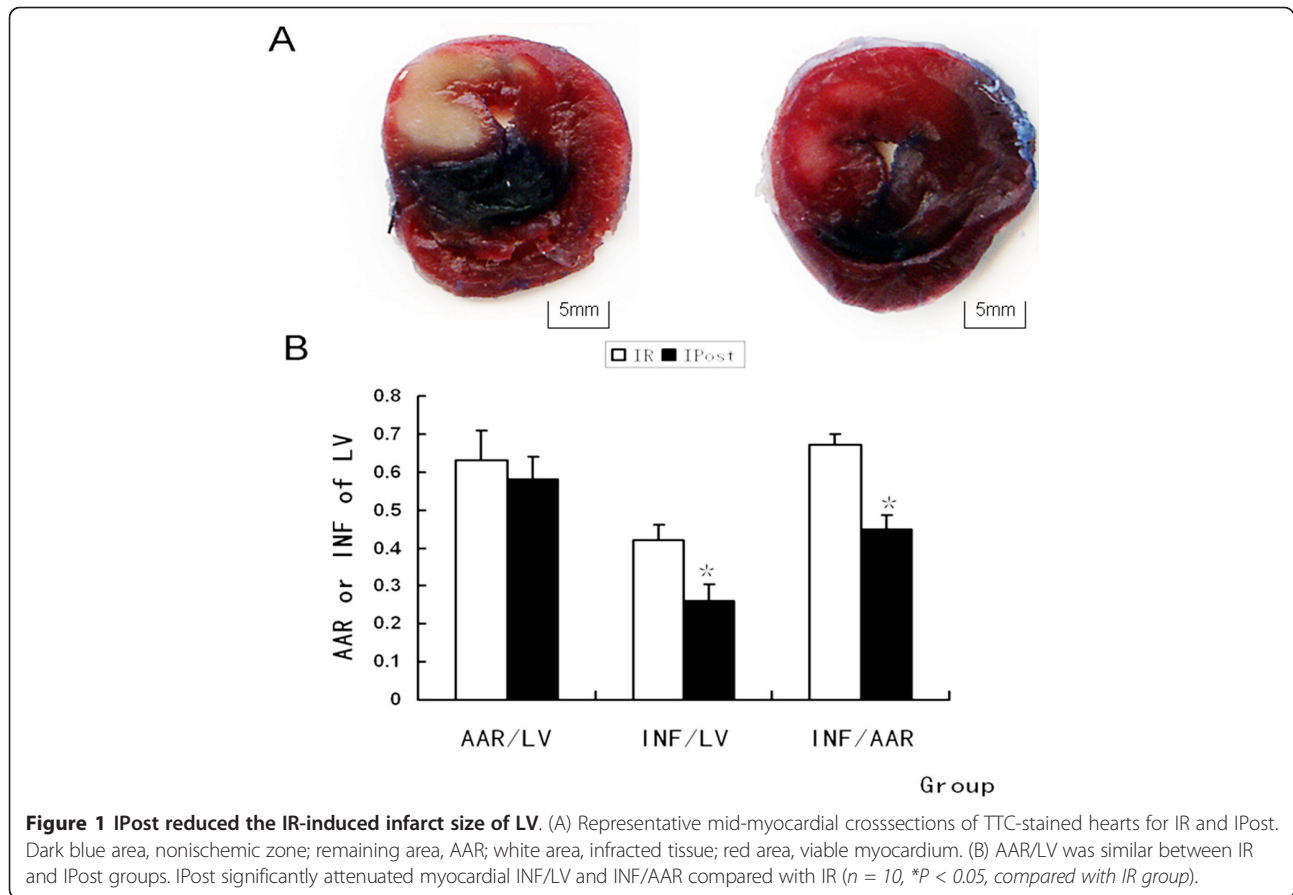 A
5mm
5mm
B
IR IPost
AAR or INF of LV
0.8
0.7
0.6
0.5
0.4
0.3
0.2
0.1
0
*
*
AAR/LV INF/LV INF/AAR
Group
Figure 1 IPost reduced the IR-induced infarct size of LV. (A) Representative mid-myocardial crosssections of TTC-stained hearts for IR and IPost.
Dark blue area, nonischemic zone; remaining area, AAR; white area, infracted tissue; red area, viable myocardium. (B) AAR/LV was similar between IR
and IPost groups. IPost significantly attenuated myocardial INF/LV and INF/AAR compared with IR (n = 10, *P < 0.05, compared with IR group).